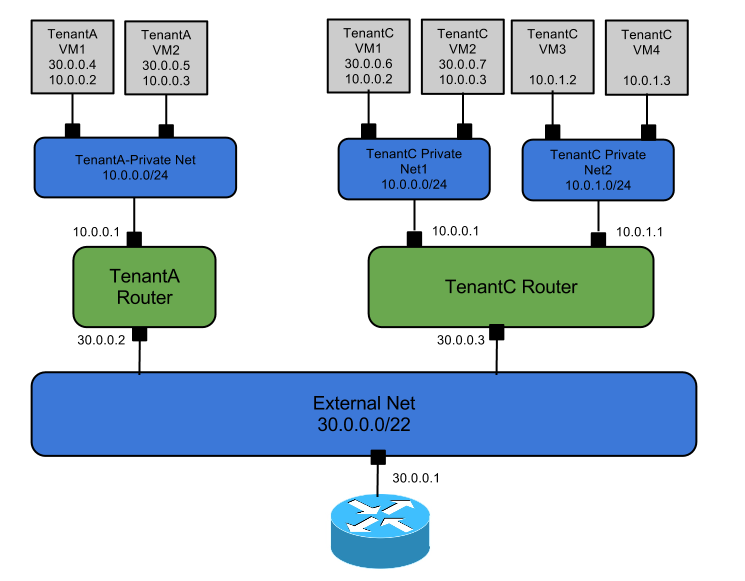 TenantA
VM1
30.0.0.4
10.0.0.2
TenantA
VM2
30.0.0.5
10.0.0.3
TenantC
VM1
30.0.0.6
10.0.0.2
TenantC
VM2
30.0.0.7
10.0.0.3
TenantC
VM3
10.0.1.2
TenantC
VM4
10.0.1.3
TenantA-Private Net
10.0.0.0/24
TenantC Private
Net1
10.0.0.0/24
TenantC Private
Net2
10.0.1.0/24
10.0.0.1
10.0.0.1
10.0.1.1
TenantA
Router
TenantC Router
30.0.0.2
30.0.0.3
External Net
30.0.0.0/22
30.0.0.1